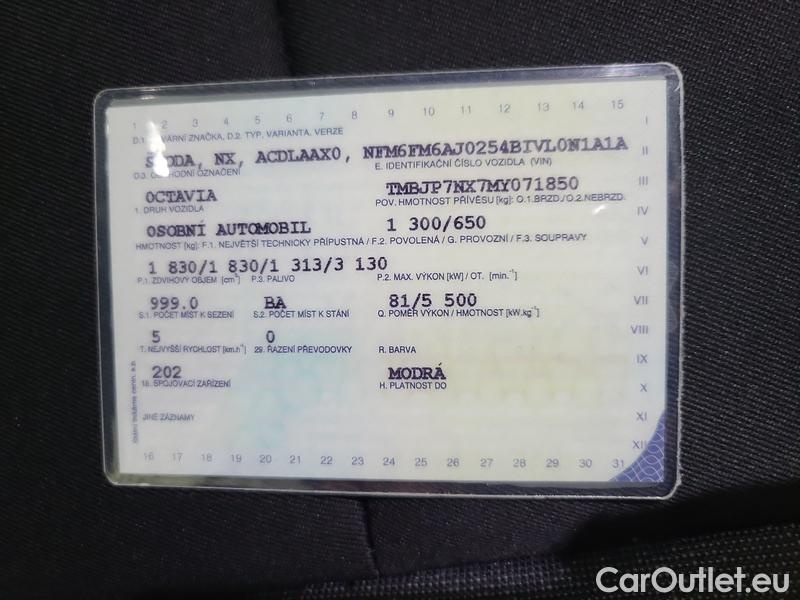 1 2 3 4 5 6 7 8 9 10 11 12 13 14 15
I
D.1. TOVÁRNÍ ZNAČKA, D.2. TYP, VARIANTA, VERZE
ŠKODA, NX, ACDLAAX0, NFM6FM6AJ0254BIVL0N1A1A
II
D.3. OBCHODNÍ OZNAČENÍ E. IDENTIFIKAČNÍ ČÍSLO VOZIDLA (VIN)
OCTAVIA TMBJP7NX7MY071850
III
1. DRUH VOZIDLA POV. HMOTNOST PŘÍVĚSU [kg]: O.1.BRZD./O.2.NEBRZD.
OSOBNÍ AUTOMOBIL 1 300/650
IV
HMOTNOST [kg]: F.1. NEJVĚTŠÍ TECHNICKY PŘÍPUSTNÁ / F.2. POVOLENÁ / G. PROVOZNÍ / F.3. SOUPRAVY
V
1 830/1 830/1 313/3 130
VI
P.1. ZDVIHOVÝ OBJEM [cm³] P.3. PALIVO P.2. MAX. VÝKON [kW] / OT. [min.⁻¹]
999.0 BA 81/5 500
VII
S.1. POČET MÍST K SEZENÍ S.2. POČET MÍST K STÁNÍ Q. POMĚR VÝKON / HMOTNOST [kW.kg⁻¹]
5 0
VIII
T. NEJVYŠŠÍ RYCHLOST [km.h⁻¹] 29. ŘAZENÍ PŘEVODOVKY R. BARVA
202 MODRÁ
IX
18. SPOJOVACÍ ZAŘÍZENÍ H. PLATNOST DO
X
JINÉ ZÁZNAMY
XI
XII
16 17 18 19 20 21 22 23 24 25 26 27 28 29 30 31
CarOutlet.eu